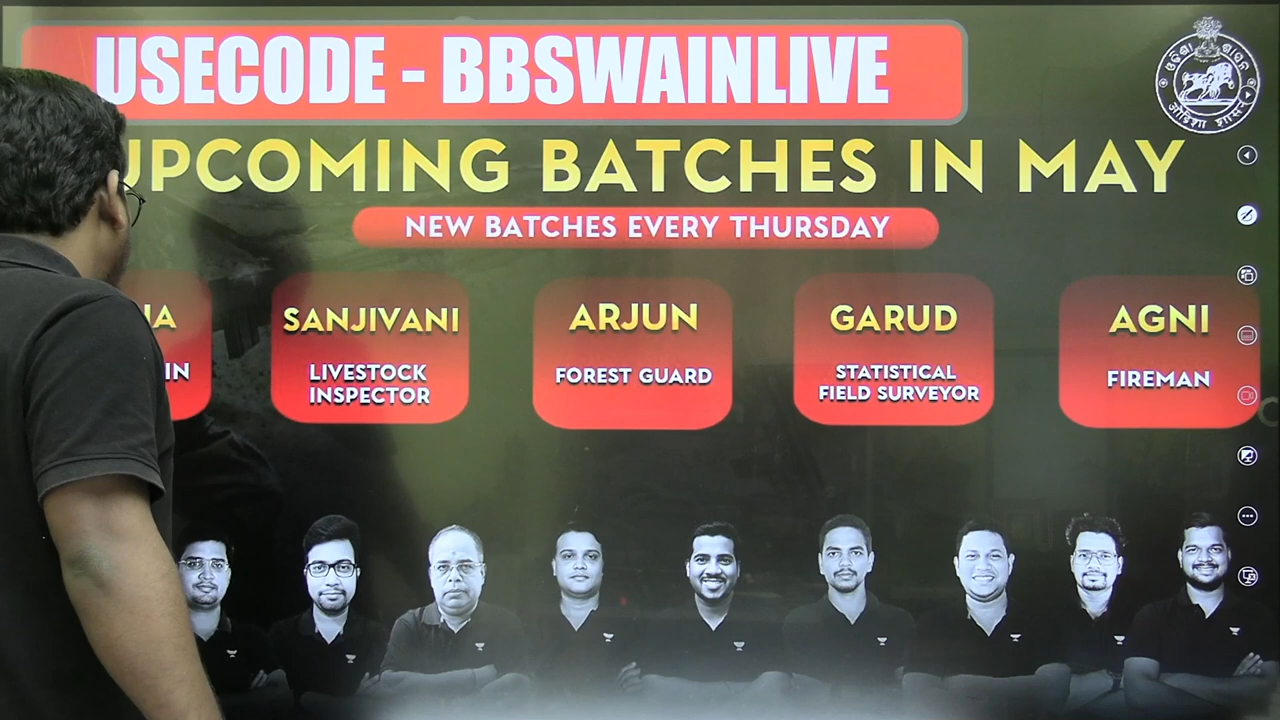 USECODE - BBSWAINLIVE
UPCOMING BATCHES IN MAY
NEW BATCHES EVERY THURSDAY
SANJIVANI
LIVESTOCK
INSPECTOR
ARJUN
FOREST GUARD
GARUD
STATISTICAL
FIELD SURVEYOR
AGNI
FIREMAN